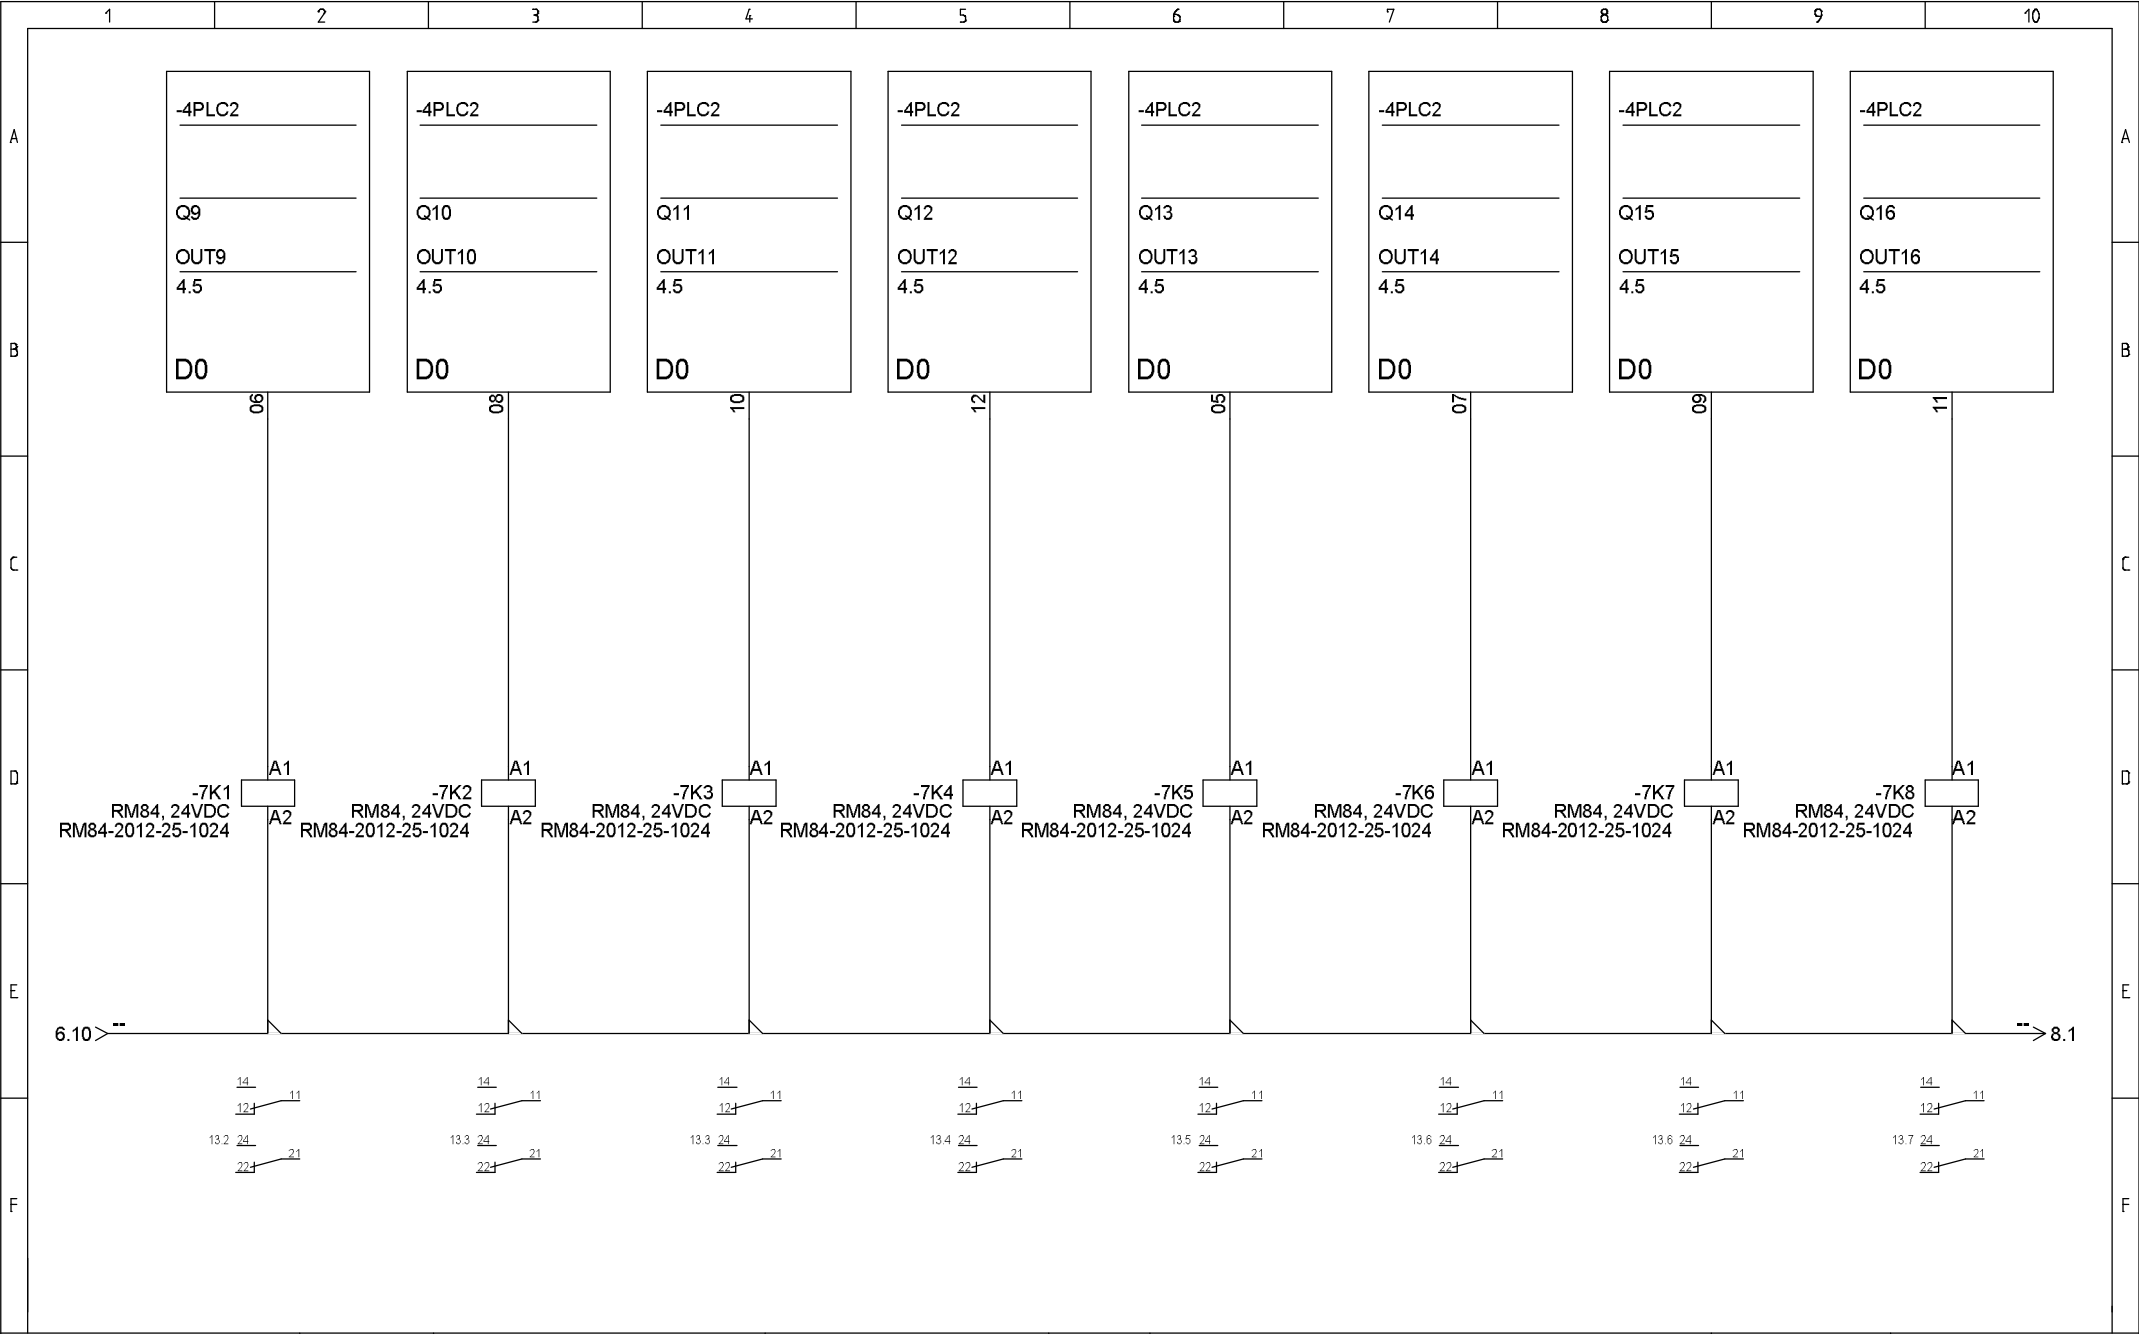 1 2 3 4 5 6 7 8 9 10
-4PLC2 -4PLC2 -4PLC2 -4PLC2 -4PLC2 -4PLC2 -4PLC2 -4PLC2
A A
Q9 Q10 Q11 Q12 Q13 Q14 Q15 Q16
OUT9 OUT10 OUT11 OUT12 OUT13 OUT14 OUT15 OUT16
4.5 4.5 4.5 4.5 4.5 4.5 4.5 4.5
B B
D0 D0 D0 D0 D0 D0 D0 D0
06 08 10 12 05 07 09 11
C C
A1 A1 A1 A1 A1 A1 A1 A1
D D
-7K1 -7K2 -7K3 -7K4 -7K5 -7K6 -7K7 -7K8
RM84, 24VDC RM84, 24VDC RM84, 24VDC RM84, 24VDC RM84, 24VDC RM84, 24VDC RM84, 24VDC RM84, 24VDC
A2 A2 A2 A2 A2 A2 A2 A2
RM84-2012-25-1024 RM84-2012-25-1024 RM84-2012-25-1024 RM84-2012-25-1024 RM84-2012-25-1024 RM84-2012-25-1024 RM84-2012-25-1024 RM84-2012-25-1024
E E
-- --
6.10 8.1
14 14 14 14 14 14 14 14
11 11 11 11 11 11 11 11
12 12 12 12 12 12 12 12
13.2 24 13.3 24 13.3 24 13.4 24 13.5 24 13.6 24 13.6 24 13.7 24
21 21 21 21 21 21 21 21
22 22 22 22 22 22 22 22
F F